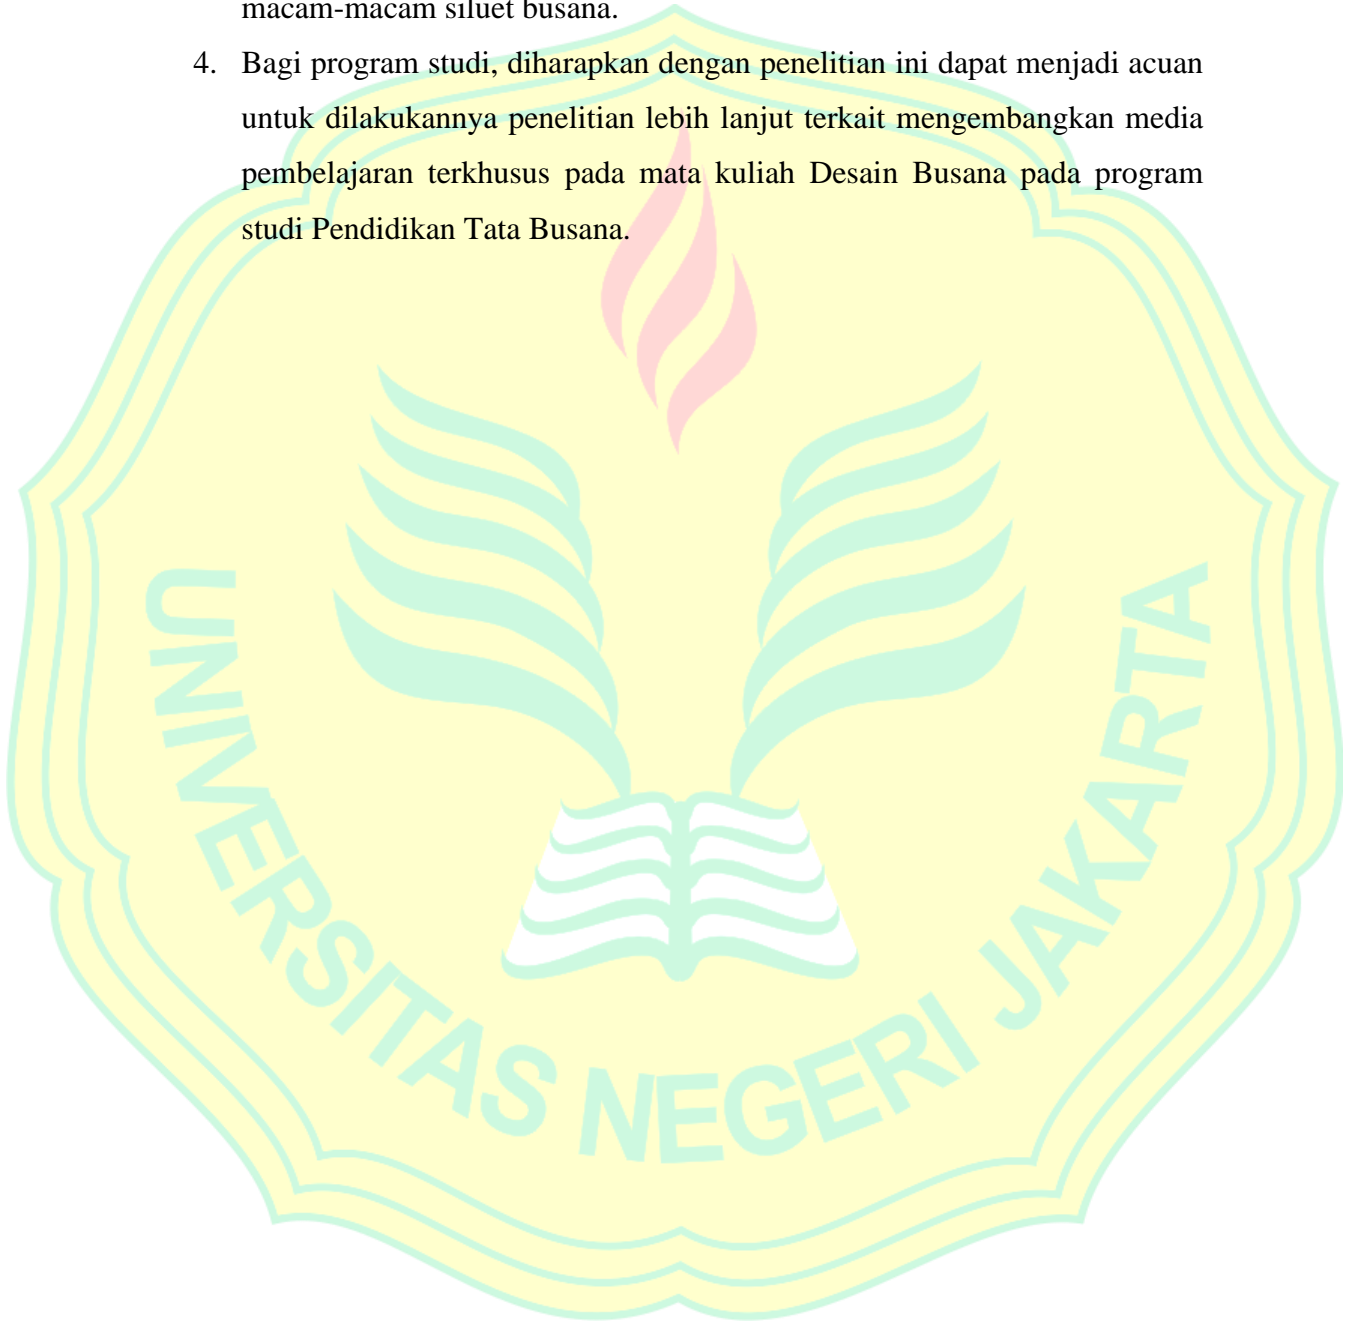 macam-macam siluet busana.
4. Bagi program studi, diharapkan dengan penelitian ini dapat menjadi acuan
untuk dilakukannya penelitian lebih lanjut terkait mengembangkan media
pembelajaran terkhusus pada mata kuliah Desain Busana pada program
studi Pendidikan Tata Busana.
UNIVERSITAS NEGERI JAKARTA